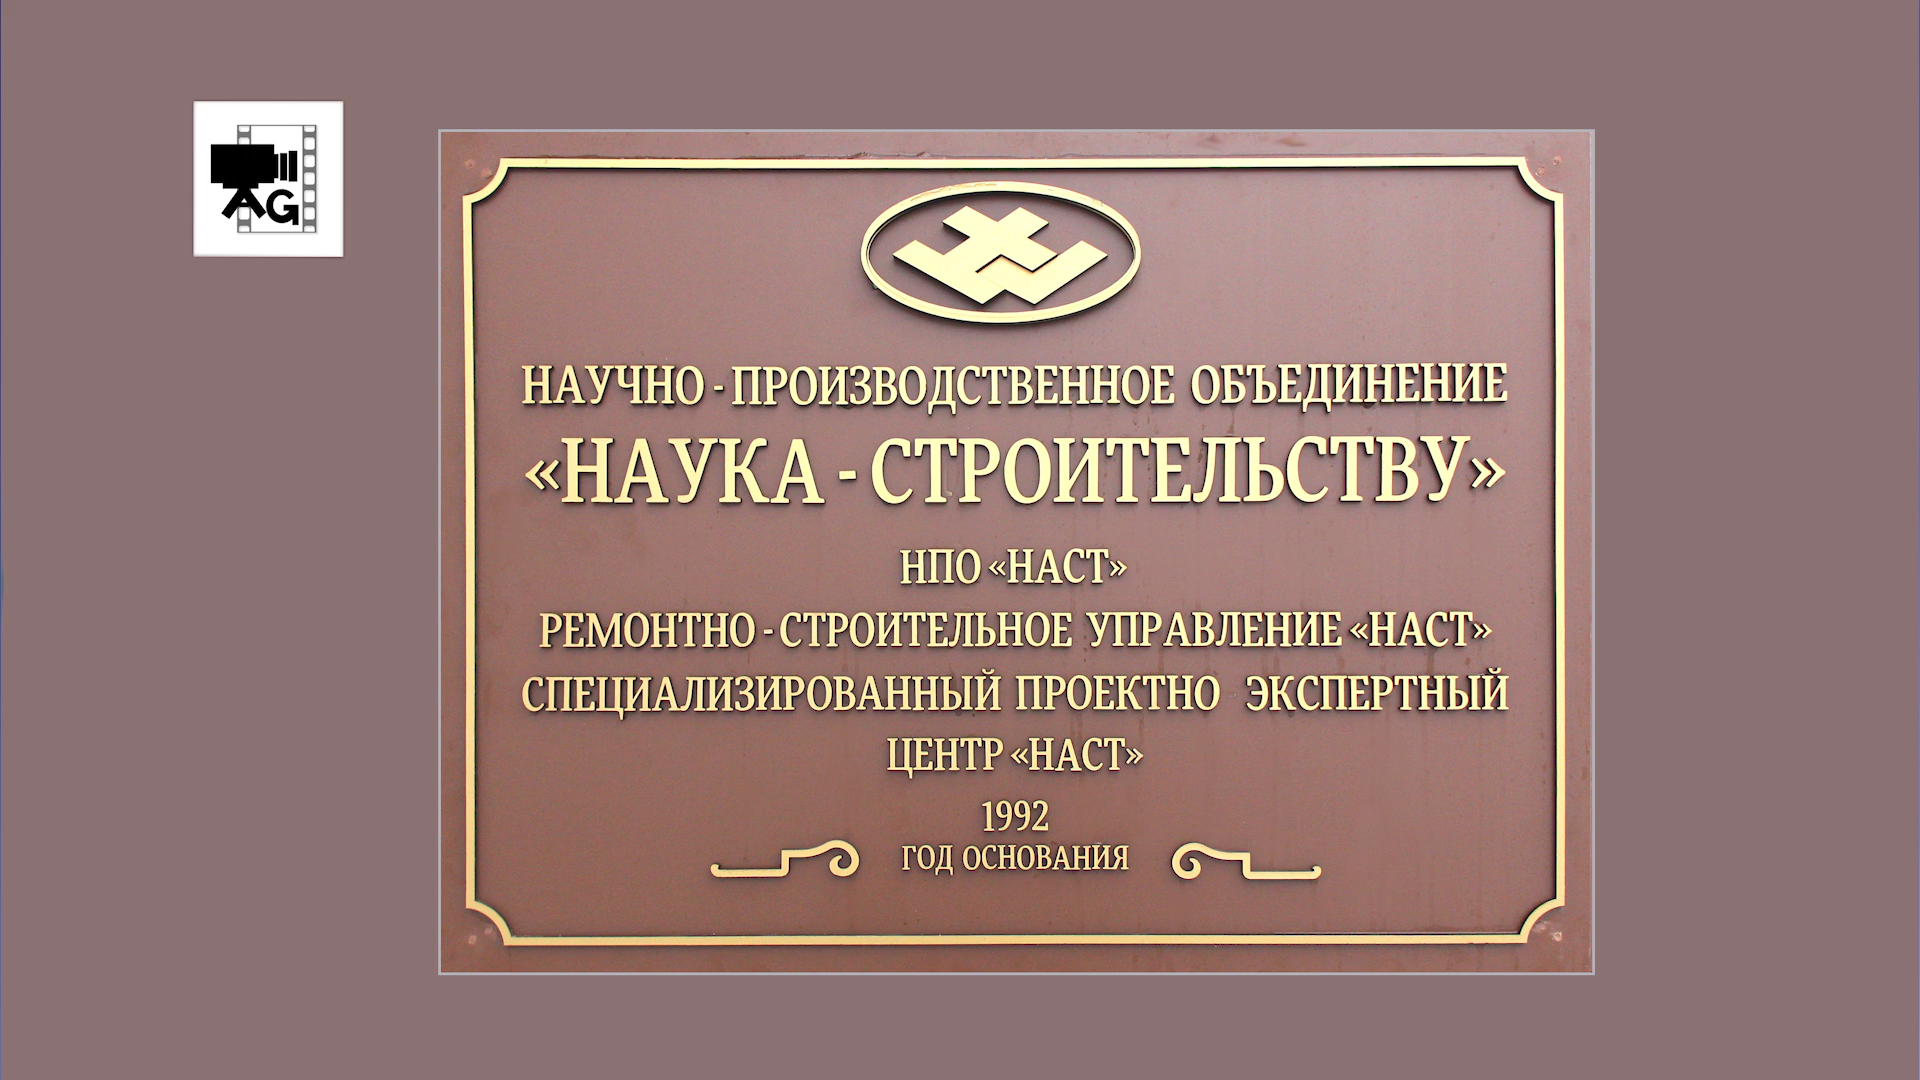 AG
НАУЧНО - ПРОИЗВОДСТВЕННОЕ ОБЪЕДИНЕНИЕ
«НАУКА - СТРОИТЕЛЬСТВУ»
НПО «НАСТ»
РЕМОНТНО - СТРОИТЕЛЬНОЕ УПРАВЛЕНИЕ «НАСТ»
СПЕЦИАЛИЗИРОВАННЫЙ ПРОЕКТНО ЭКСПЕРТНЫЙ
ЦЕНТР «НАСТ»
1992
ГОД ОСНОВАНИЯ